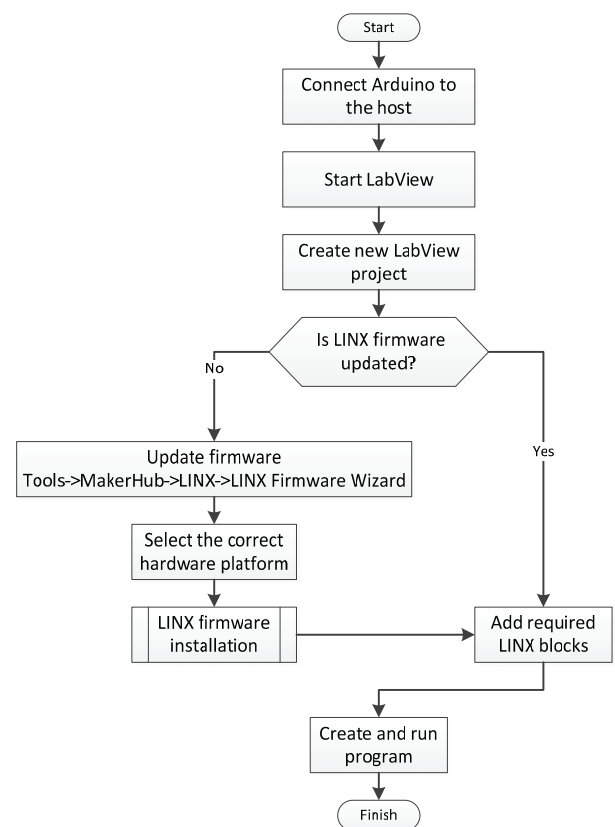 Start
Connect Arduino to
the host
Start LabView
Create new LabView
project
Is LINX firmware
updated?
No
Yes
Update firmware
Tools->MakerHub->LINX->LINX Firmware Wizard
Select the correct
hardware platform
LINX firmware
installation
Add required
LINX blocks
Create and run
program
Finish